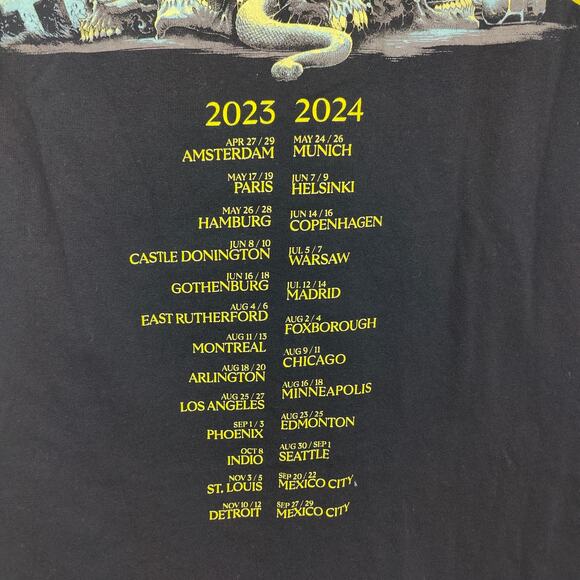 2023 2024
APR 27 / 29
AMSTERDAM
MAY 17 / 19
PARIS
MAY 26 / 28
HAMBURG
JUN 8 / 10
CASTLE DONINGTON
JUN 16 / 18
GOTHENBURG
AUG 4 / 6
EAST RUTHERFORD
AUG 11 / 13
MONTREAL
AUG 18 / 20
ARLINGTON
AUG 25 / 27
LOS ANGELES
SEP 1 / 3
PHOENIX
OCT 8
INDIO
NOV 3 / 5
ST. LOUIS
NOV 10 / 12
DETROIT
MAY 24 / 26
MUNICH
JUN 7 / 9
HELSINKI
JUN 14 / 16
COPENHAGEN
JUL 5 / 7
WARSAW
JUL 12 / 14
MADRID
AUG 2 / 4
FOXBOROUGH
AUG 9 / 11
CHICAGO
AUG 16 / 18
MINNEAPOLIS
AUG 23 / 25
EDMONTON
AUG 30 / SEP 1
SEATTLE
SEP 20 / 22
MEXICO CITY
SEP 27 / 29
MEXICO CITY